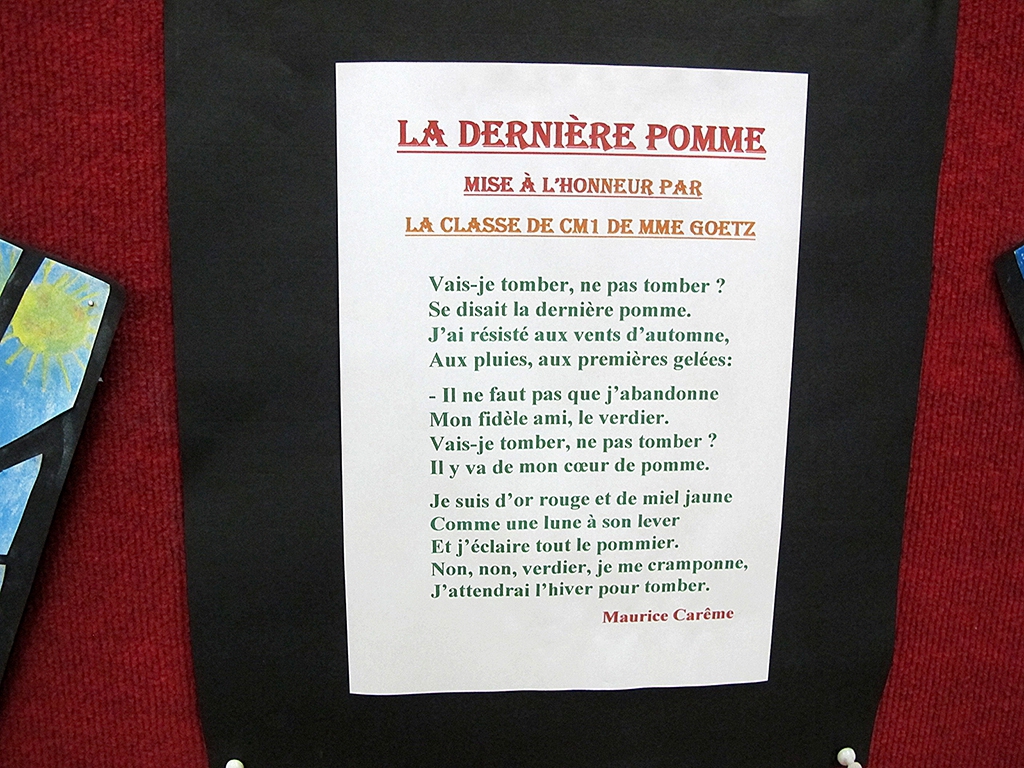 LA DERNIÈRE POMME
MISE À L'HONNEUR PAR
LA CLASSE DE CM1 DE MME GOETZ
Vais-je tomber, ne pas tomber ?
Se disait la dernière pomme.
J'ai résisté aux vents d'automne,
Aux pluies, aux premières gelées:
- Il ne faut pas que j'abandonne
Mon fidèle ami, le verdier.
Vais-je tomber, ne pas tomber ?
Il y va de mon cœur de pomme.
Je suis d'or rouge et de miel jaune
Comme une lune à son lever
Et j'éclaire tout le pommier.
Non, non, verdier, je me cramponne,
J'attendrai l'hiver pour tomber.
Maurice Carême